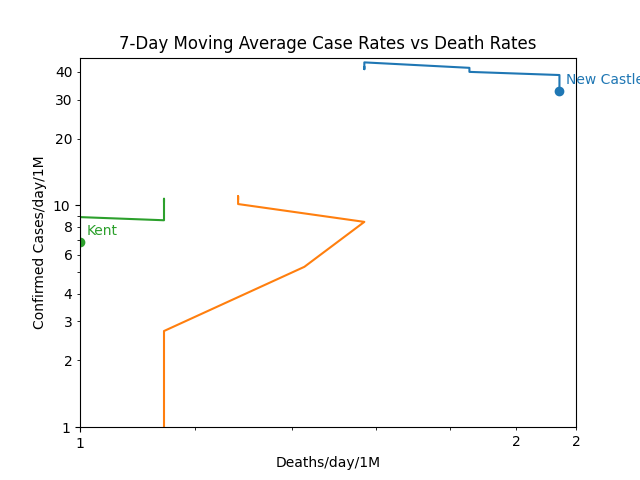 7-Day Moving Average Case Rates vs Death Rates
Confirmed Cases/day/1M
40
30
20
10
8
6
4
3
2
1
New Castle
Kent
1
2
2
Deaths/day/1M